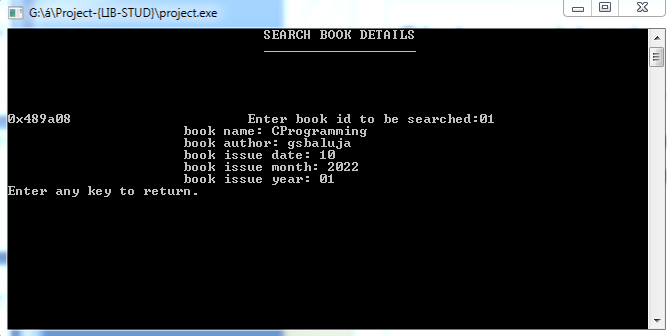 G:\á\Project-{LIB-STUD}\project.exe
SEARCH BOOK DETAILS
0x489a08 Enter book id to be searched:01
book name: CProgramming
book author: gsbaluja
book issue date: 10
book issue month: 2022
book issue year: 01
Enter any key to return.